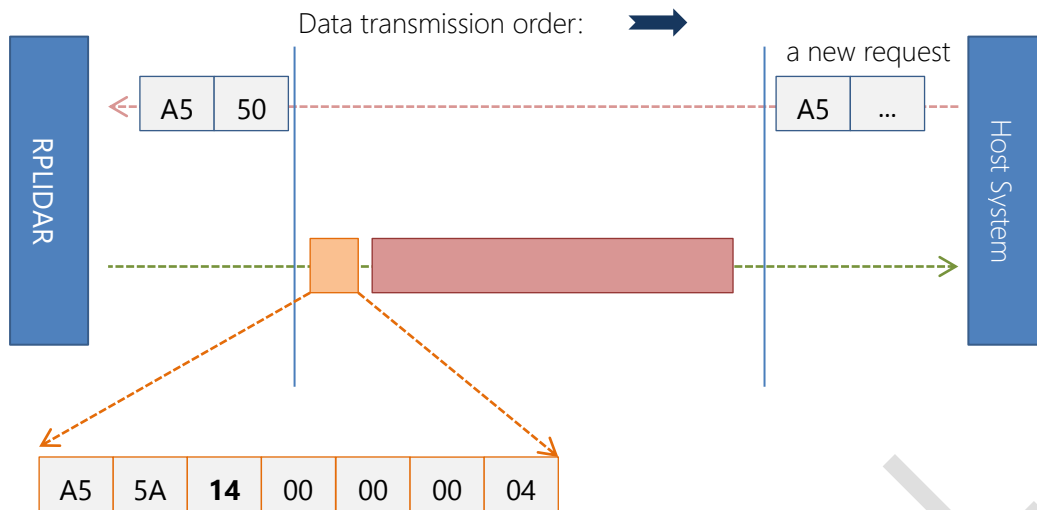 Data transmission order:
a new request
A5 50
A5 ...
RPLIDAR
Host System
A5 5A 14 00 00 00 04